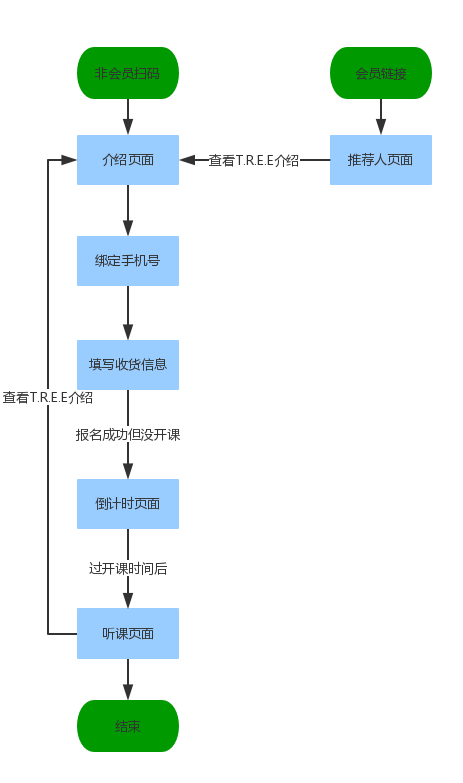 非会员扫码
会员链接
介绍页面
查看T.R.E.E介绍
推荐人页面
绑定手机号
填写收货信息
查看T.R.E.E介绍
报名成功但没开课
倒计时页面
过开课时间后
听课页面
结束